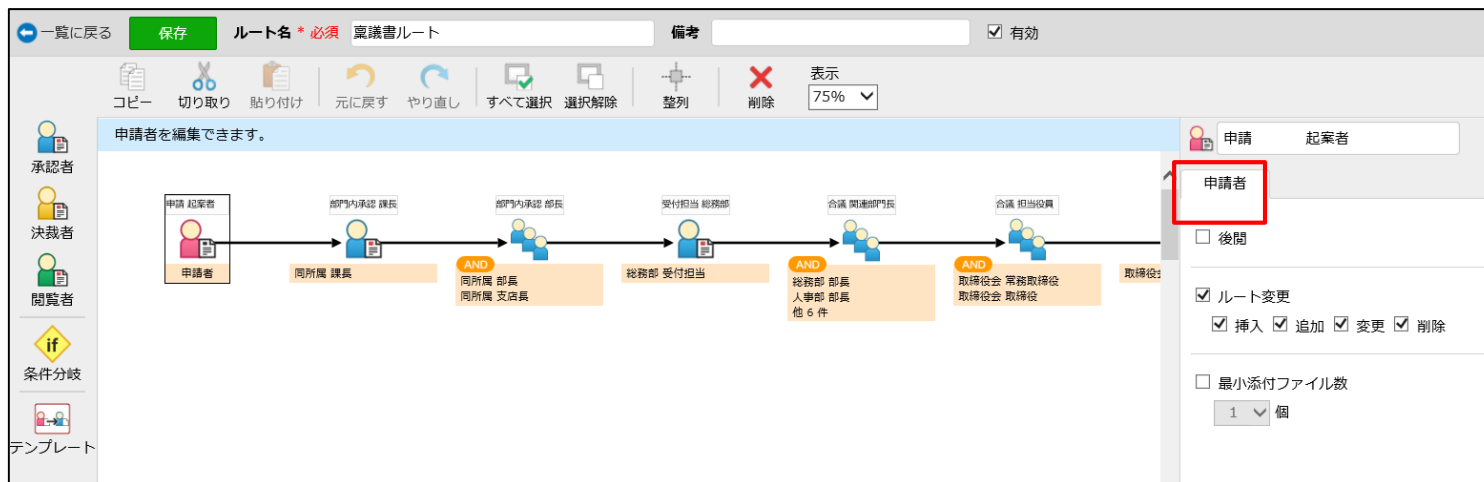 一覧に戻る 保存 ルート名 * 必須 稟議書ルート 備考 有効
コピー 切り取り 貼り付け 元に戻す やり直し すべて選択 選択解除 整列 削除 表示 75%
承認者
決裁者
閲覧者
if
条件分岐
テンプレート
申請者を編集できます。
申請 起案者
申請者
部門内承認 課長
同所属 課長
部門内承認 部長
AND
同所属 部長
同所属 支店長
受付担当 総務部
総務部 受付担当
合議 関連部門長
AND
総務部 部長
人事部 部長
他 6 件
合議 担当役員
AND
取締役会 常務取締役
取締役会 取締役
申請 起案者
申請者
後閲
ルート変更
挿入 追加 変更 削除
最小添付ファイル数
1 個